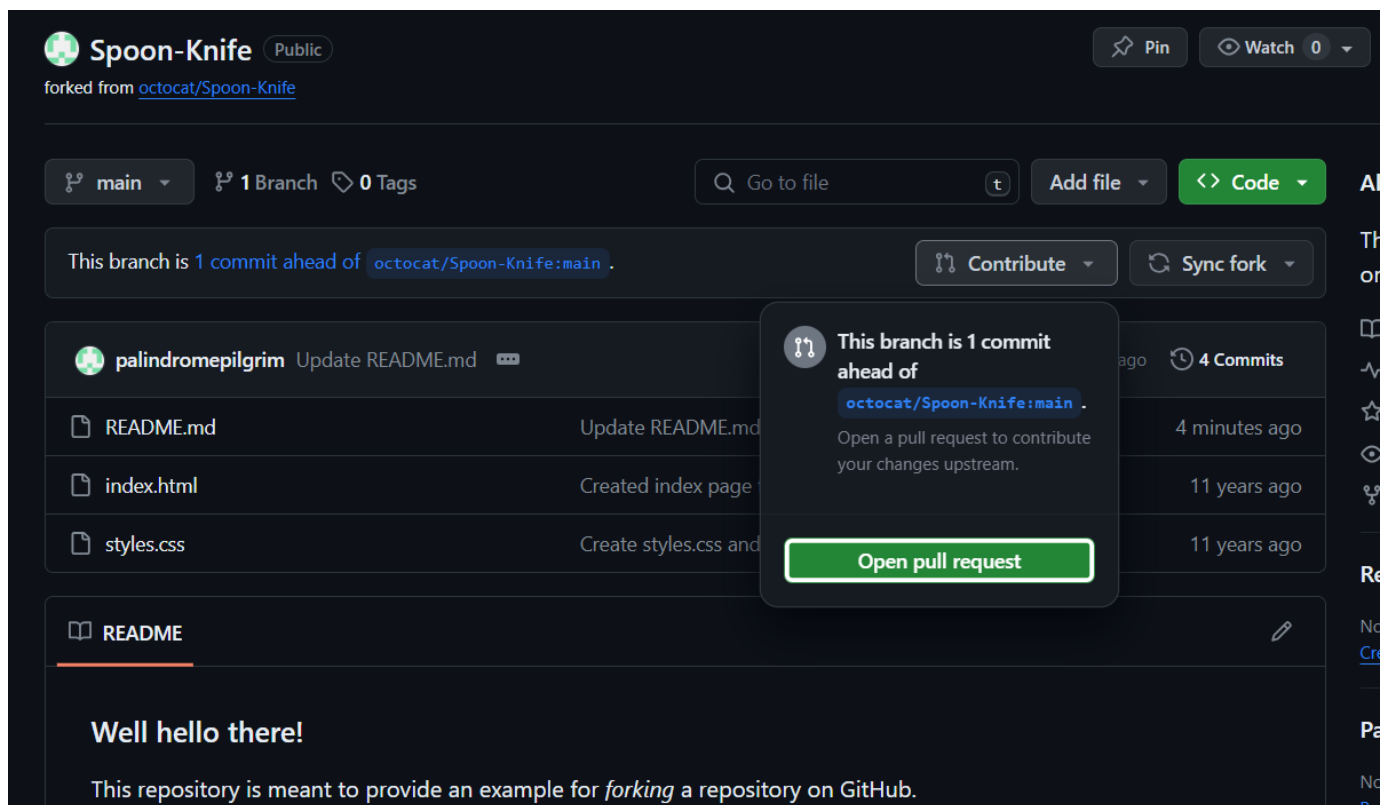 Spoon-Knife Public Pin Watch 0
forked from octocat/Spoon-Knife
main 1 Branch 0 Tags Go to file t Add file Code
This branch is 1 commit ahead of octocat/Spoon-Knife:main . Contribute Sync fork
This branch is 1 commit
ahead of
octocat/Spoon-Knife:main .
Open a pull request to contribute
your changes upstream.
Open pull request
palindromepilgrim Update README.md ago 4 Commits
README.md Update README.md 4 minutes ago
index.html Created index page 11 years ago
styles.css Create styles.css and 11 years ago
README
Well hello there!
This repository is meant to provide an example for forking a repository on GitHub.